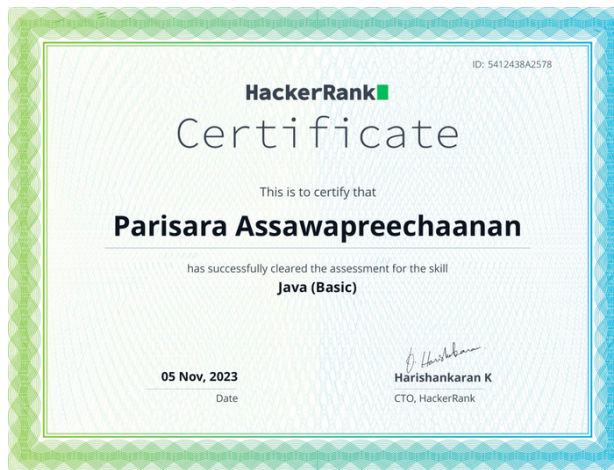 ID: 5412438A2578
HackerRank
Certificate
This is to certify that
Parisara Assawapreechaanan
has successfully cleared the assessment for the skill
Java (Basic)
05 Nov, 2023
Date
Harishankaran K
CTO, HackerRank